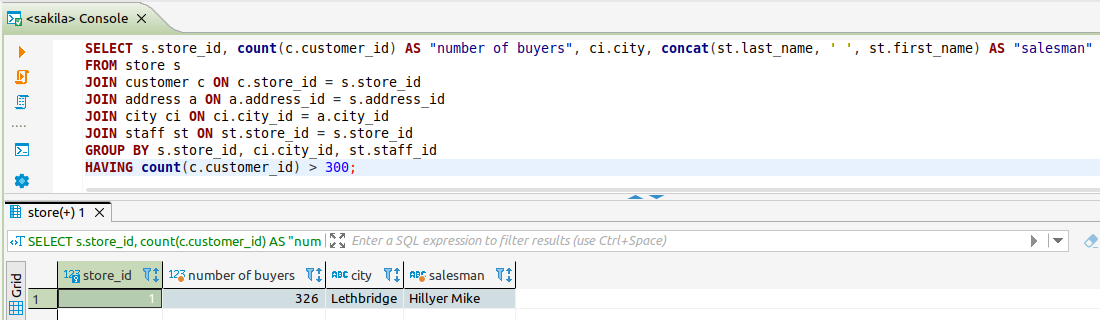 <sakila> Console
SELECT s.store_id, count(c.customer_id) AS "number of buyers", ci.city, concat(st.last_name, ' ', st.first_name) AS "salesman"
FROM store s
JOIN customer c ON c.store_id = s.store_id
JOIN address a ON a.address_id = s.address_id
JOIN city ci ON ci.city_id = a.city_id
JOIN staff st ON st.store_id = s.store_id
GROUP BY s.store_id, ci.city_id, st.staff_id
HAVING count(c.customer_id) > 300;
store(+) 1
SELECT s.store_id, count(c.customer_id) AS "num Enter a SQL expression to filter results (use Ctrl+Space)
Grid
123 store_id 123 number of buyers ABC city ABC salesman
1 1 326 Lethbridge Hillyer Mike